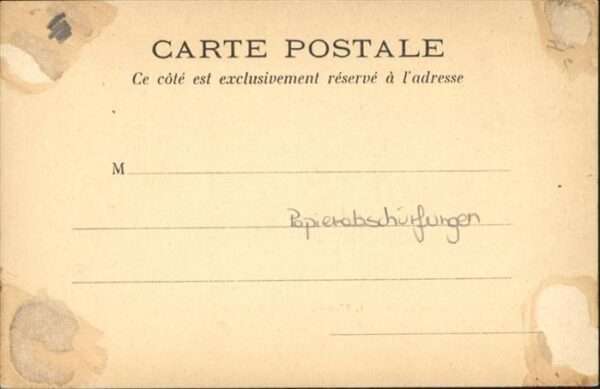 CARTE POSTALE
Ce côté est exclusivement réservé à l'adresse
M
Papierabschürfungen